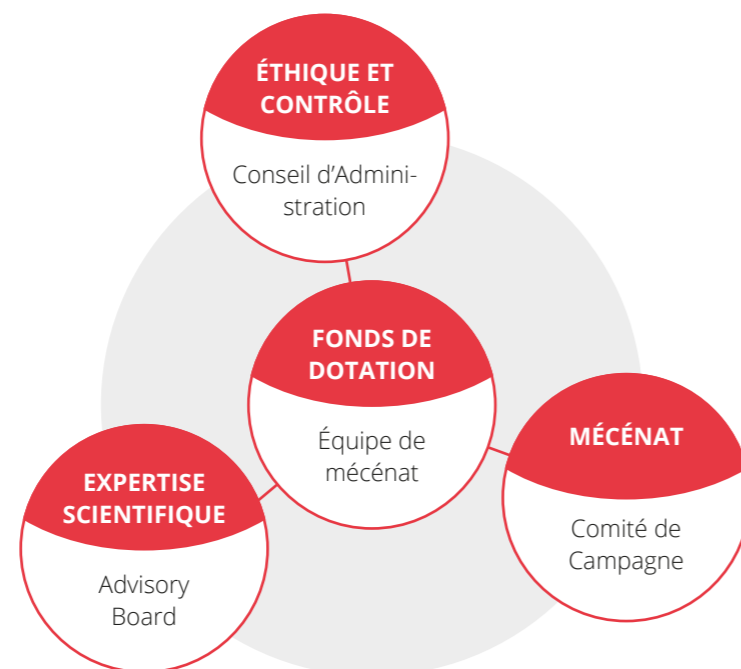 ÉTHIQUE ET
CONTRÔLE
Conseil d’Admini-
stration
FONDS DE
DOTATION
Équipe de
mécénat
MÉCÉNAT
Comité de
Campagne
EXPERTISE
SCIENTIFIQUE
Advisory
Board